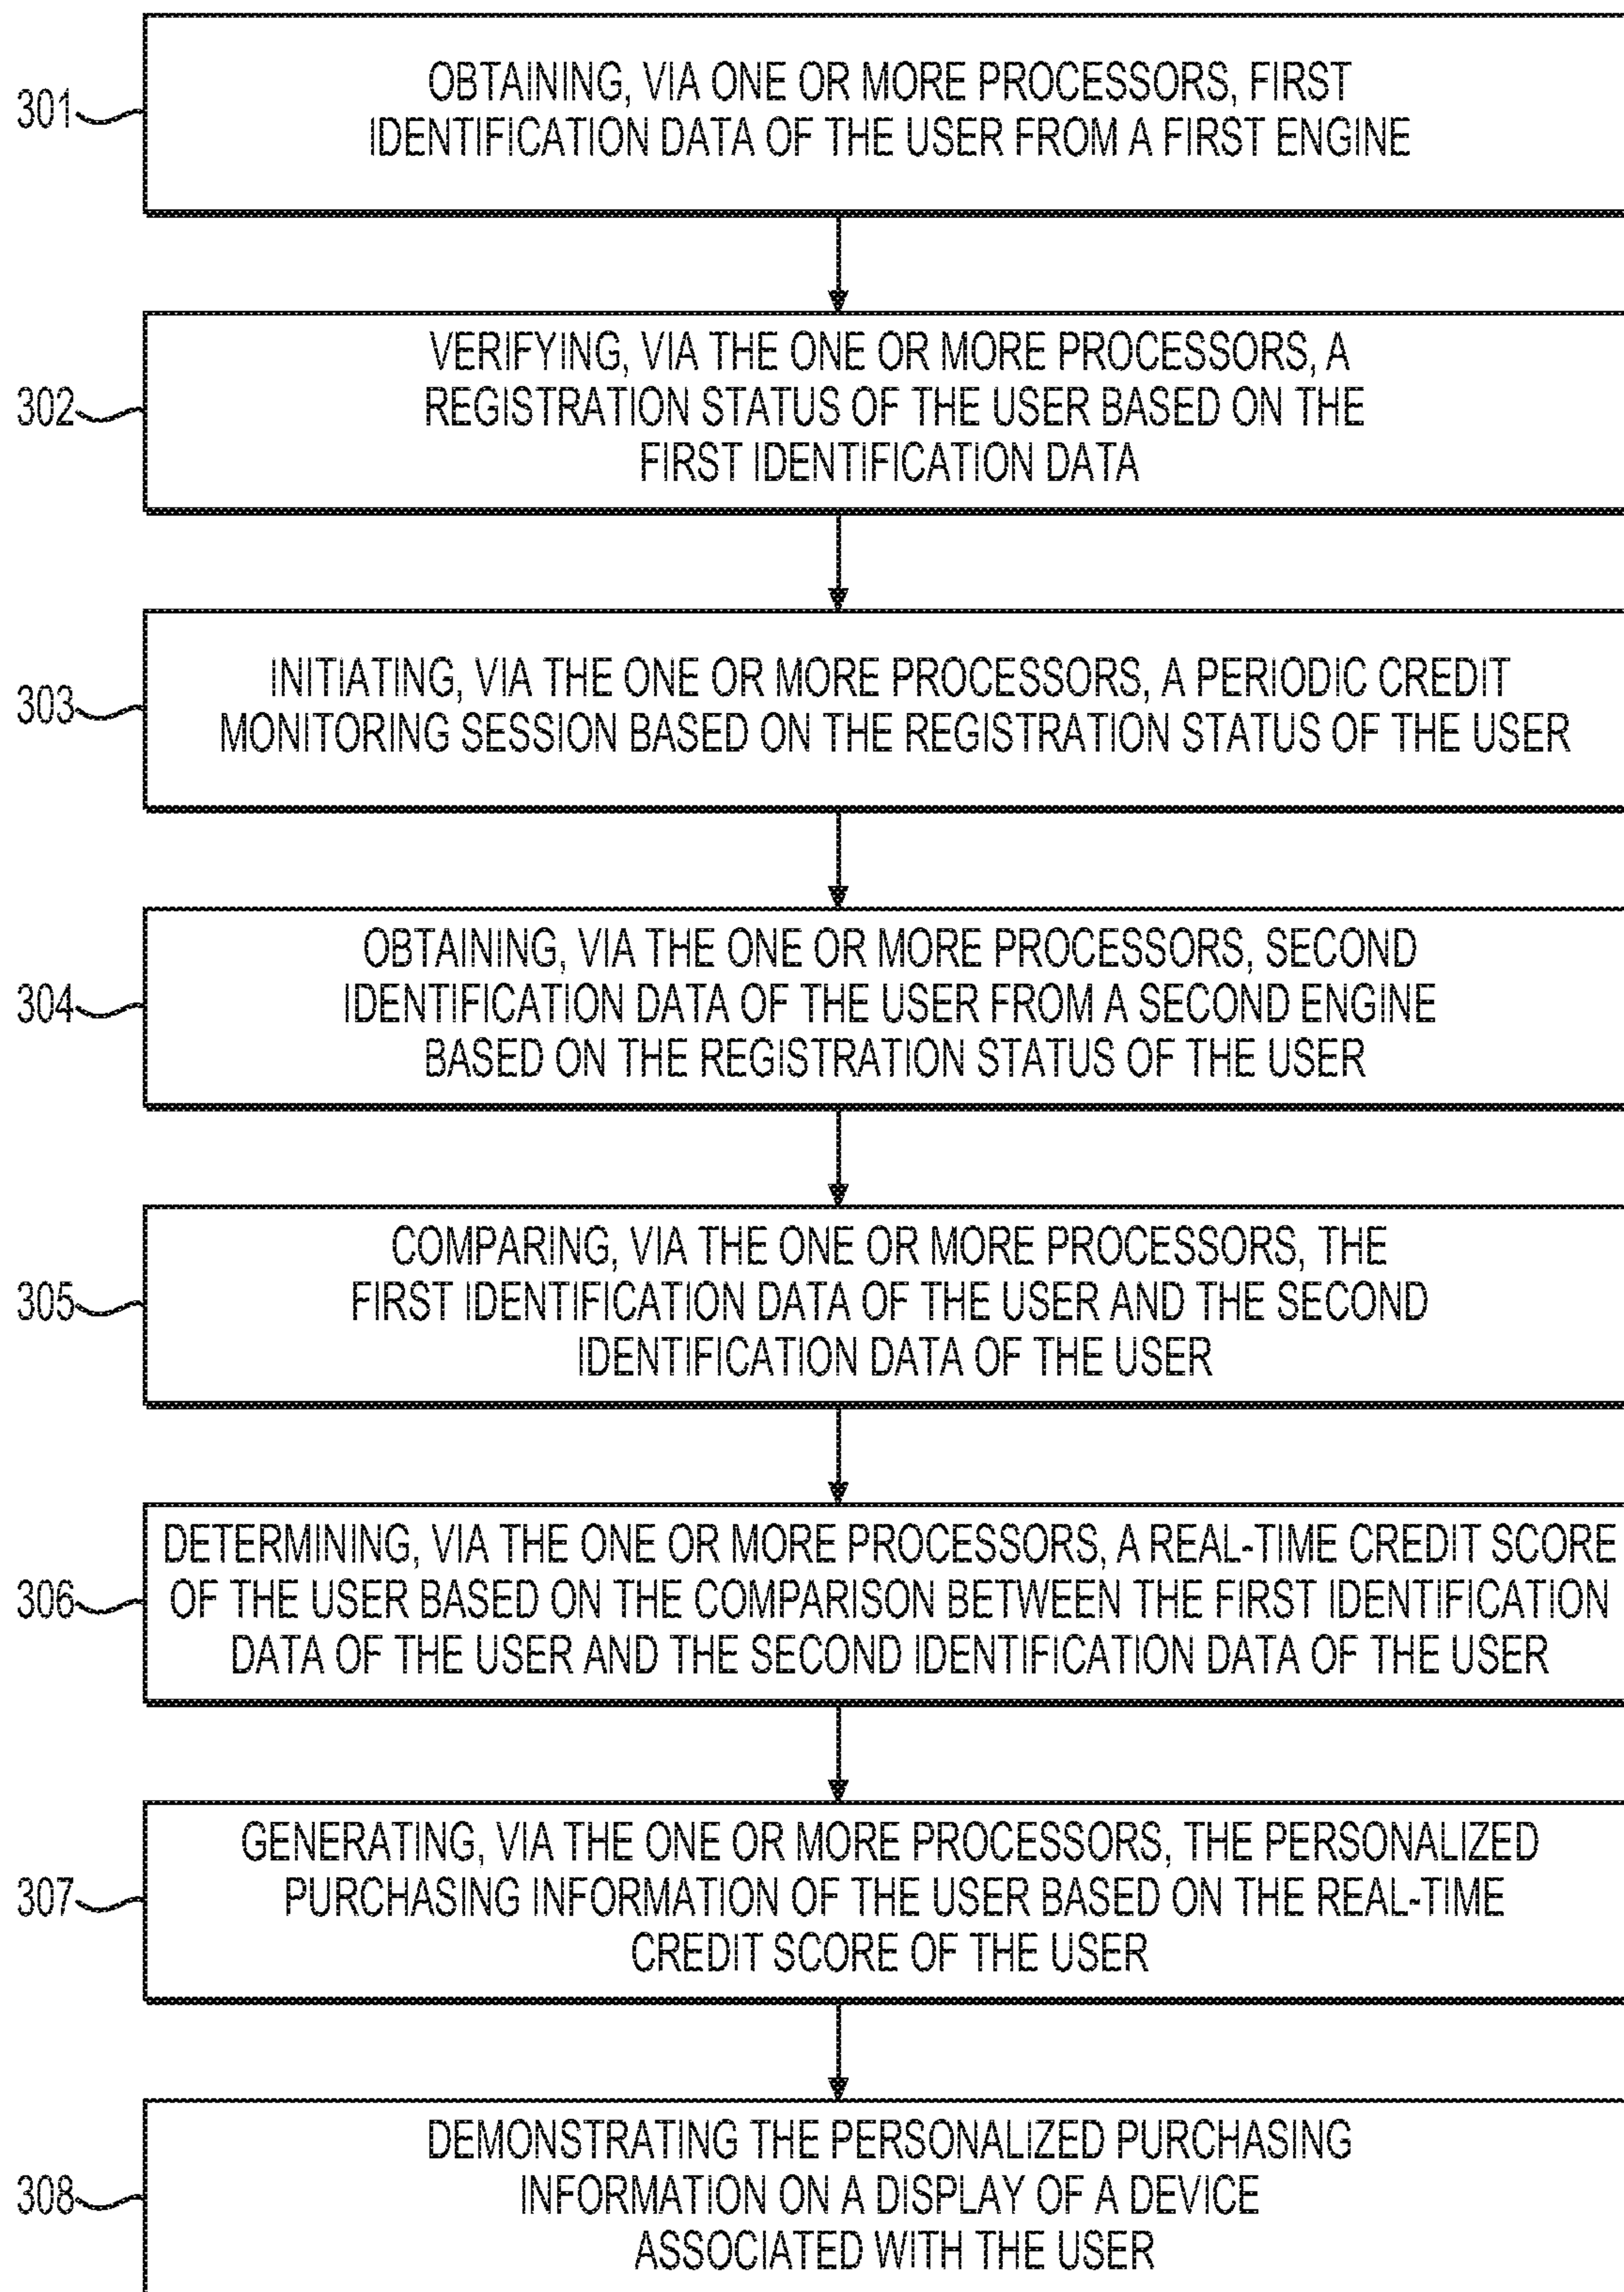 301
OBTAINING, VIA ONE OR MORE PROCESSORS, FIRST
IDENTIFICATION DATA OF THE USER FROM A FIRST ENGINE
302
VERIFYING, VIA THE ONE OR MORE PROCESSORS, A
REGISTRATION STATUS OF THE USER BASED ON THE
FIRST IDENTIFICATION DATA
303
INITIATING, VIA THE ONE OR MORE PROCESSORS, A PERIODIC CREDIT
MONITORING SESSION BASED ON THE REGISTRATION STATUS OF THE USER
304
OBTAINING, VIA THE ONE OR MORE PROCESSORS, SECOND
IDENTIFICATION DATA OF THE USER FROM A SECOND ENGINE
BASED ON THE REGISTRATION STATUS OF THE USER
305
COMPARING, VIA THE ONE OR MORE PROCESSORS, THE
FIRST IDENTIFICATION DATA OF THE USER AND THE SECOND
IDENTIFICATION DATA OF THE USER
306
DETERMINING, VIA THE ONE OR MORE PROCESSORS, A REAL-TIME CREDIT SCORE
OF THE USER BASED ON THE COMPARISON BETWEEN THE FIRST IDENTIFICATION
DATA OF THE USER AND THE SECOND IDENTIFICATION DATA OF THE USER
307
GENERATING, VIA THE ONE OR MORE PROCESSORS, THE PERSONALIZED
PURCHASING INFORMATION OF THE USER BASED ON THE REAL-TIME
CREDIT SCORE OF THE USER
308
DEMONSTRATING THE PERSONALIZED PURCHASING
INFORMATION ON A DISPLAY OF A DEVICE
ASSOCIATED WITH THE USER